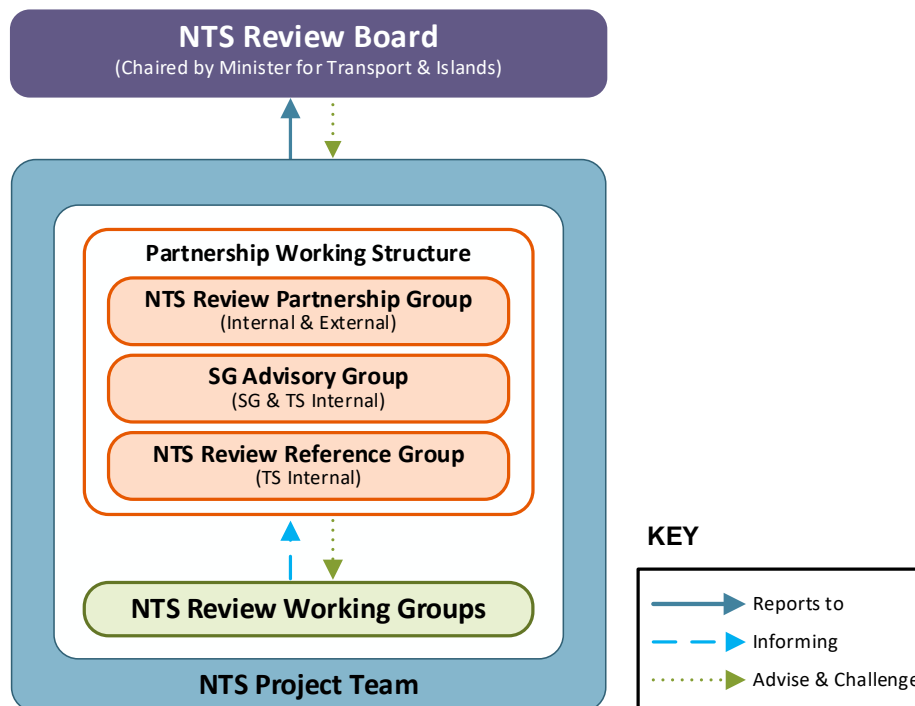 NTS Review Board
(Chaired by Minister for Transport & Islands)
Partnership Working Structure
NTS Review Partnership Group
(Internal & External)
SG Advisory Group
(SG & TS Internal)
NTS Review Reference Group
(TS Internal)
NTS Review Working Groups
NTS Project Team
KEY
Reports to
Informing
Advise & Challenge